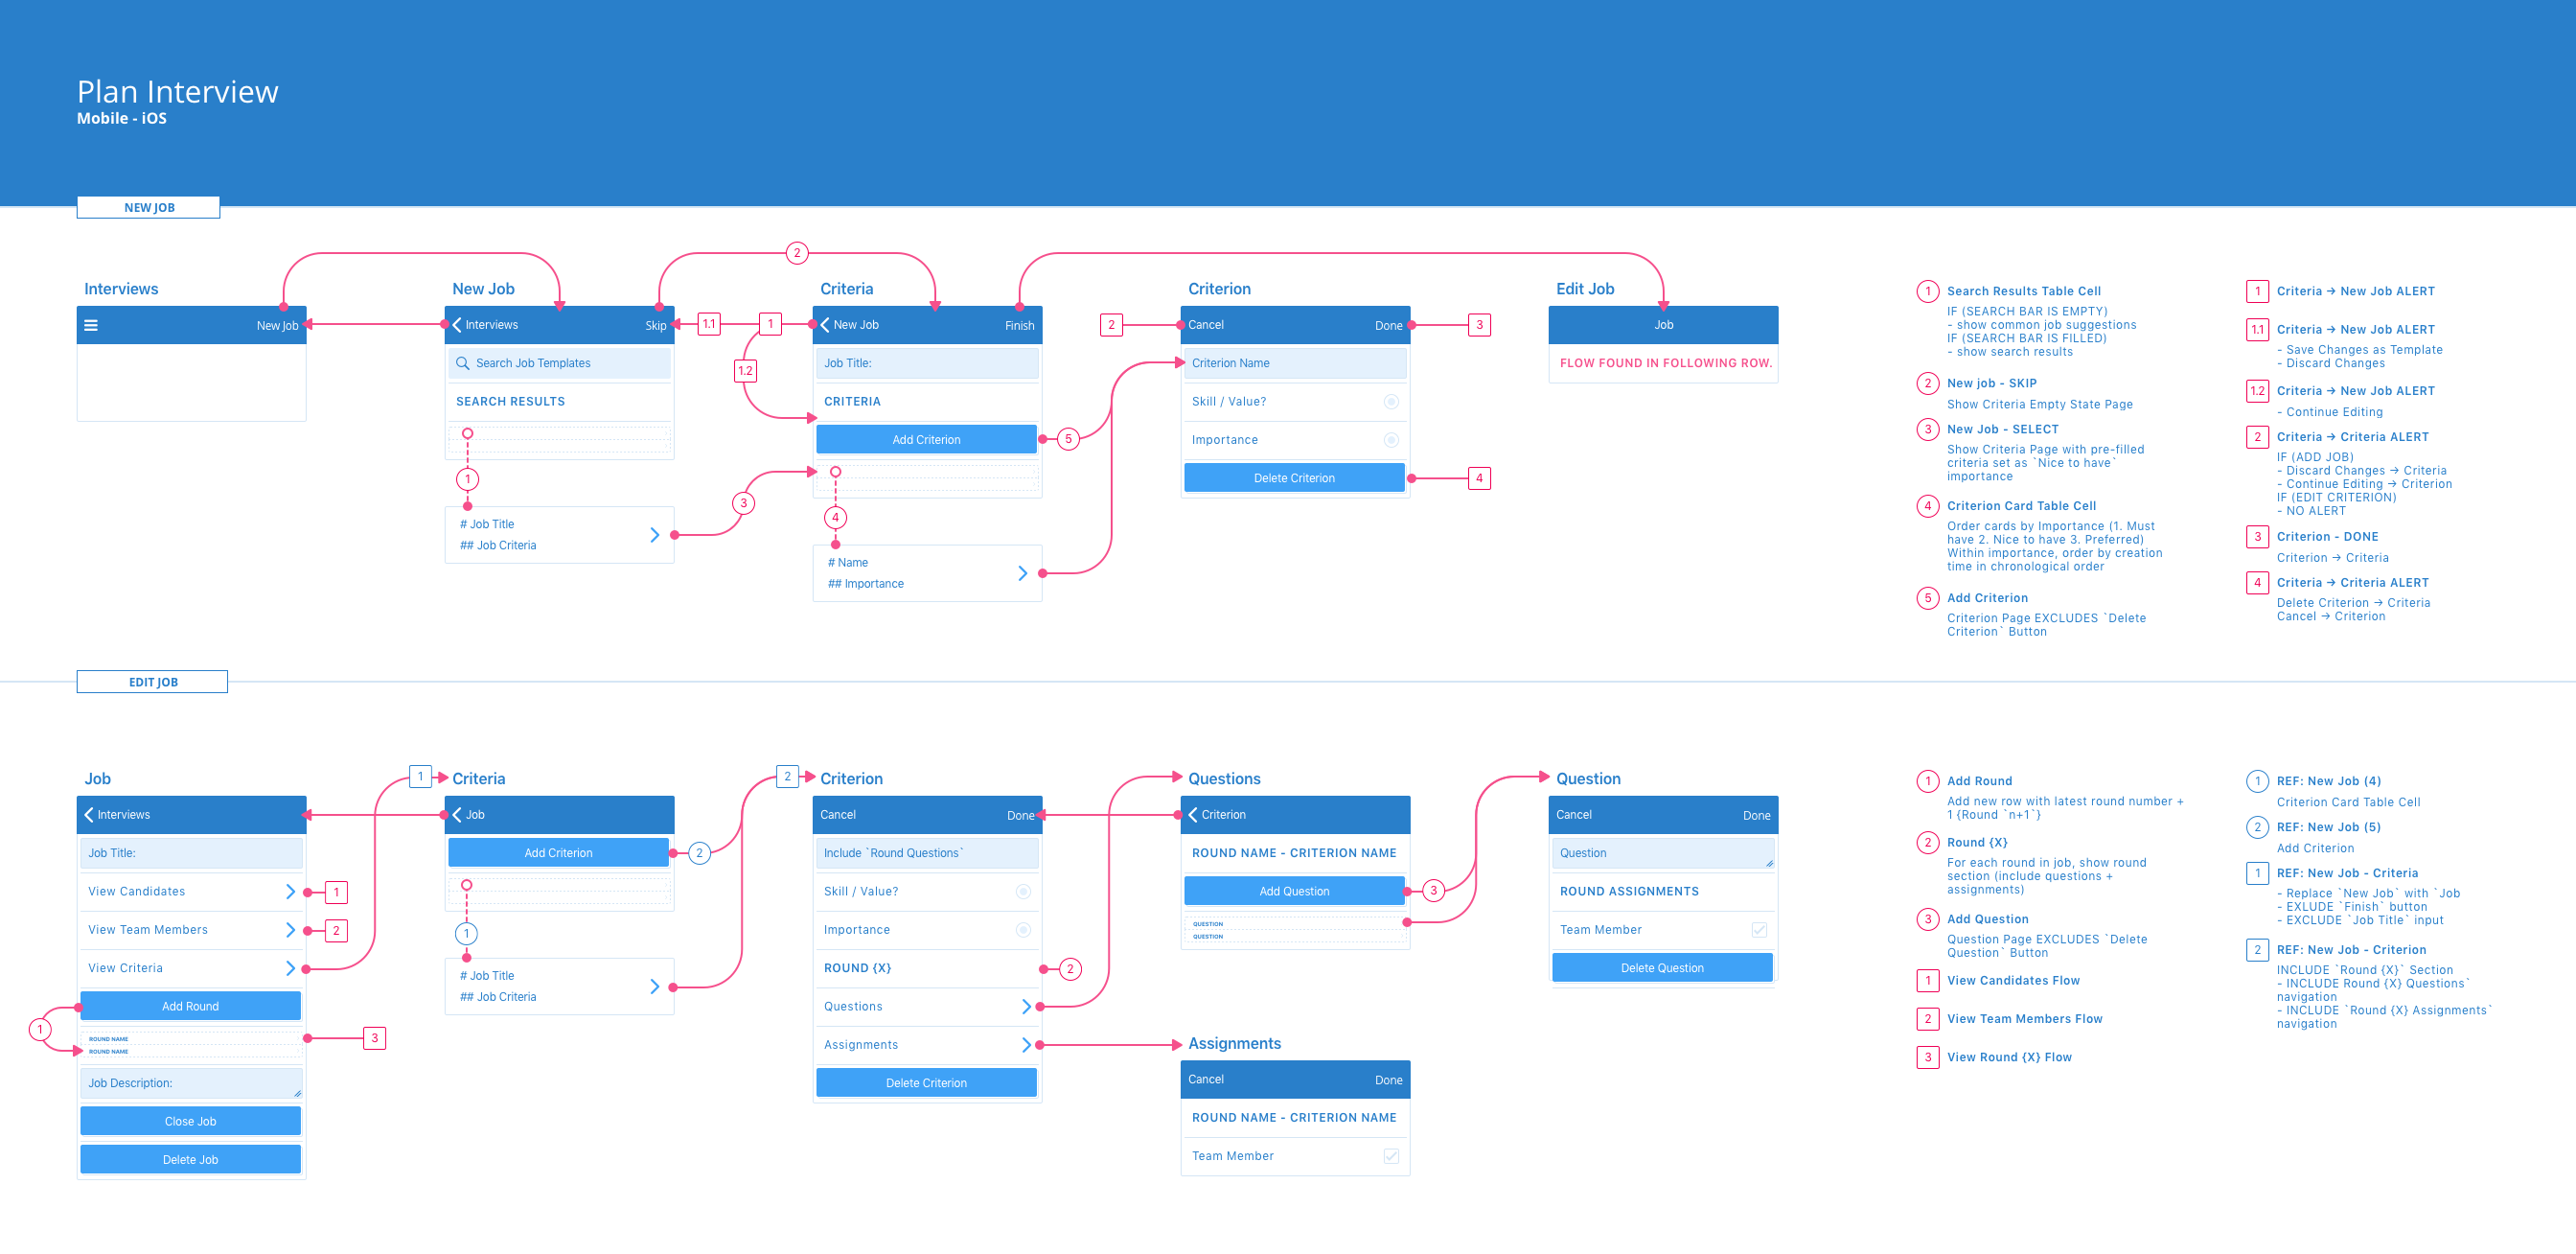 Plan Interview
Mobile - iOS
NEW JOB
2
Interviews
New Job
New Job
Interviews
Skip
Search Job Templates
SEARCH RESULTS
1
# Job Title
## Job Criteria
1.1
1
1.2
3
Criteria
New Job
Finish
Job Title:
CRITERIA
Add Criterion
5
4
# Name
## Importance
2
Criterion
Cancel
Done
3
Criterion Name
Skill / Value?
Importance
Delete Criterion
4
Edit Job
Job
FLOW FOUND IN FOLLOWING ROW.
1
Search Results Table Cell
IF (SEARCH BAR IS EMPTY)
- show common job suggestions
IF (SEARCH BAR IS FILLED)
- show search results
2
New job - SKIP
Show Criteria Empty State Page
3
New Job - SELECT
Show Criteria Page with pre-filled
criteria set as `Nice to have`
importance
4
Criterion Card Table Cell
Order cards by Importance (1. Must
have 2. Nice to have 3. Preferred)
Within importance, order by creation
time in chronological order
5
Add Criterion
Criterion Page EXCLUDES `Delete
Criterion` Button
1
Criteria → New Job ALERT
1.1
Criteria → New Job ALERT
- Save Changes as Template
- Discard Changes
1.2
Criteria → New Job ALERT
- Continue Editing
2
Criteria → Criteria ALERT
IF (ADD JOB)
- Discard Changes → Criteria
- Continue Editing → Criterion
IF (EDIT CRITERION)
- NO ALERT
3
Criterion - DONE
Criterion → Criteria
4
Criteria → Criteria ALERT
Delete Criterion → Criteria
Cancel → Criterion
EDIT JOB
Job
Interviews
Job Title:
View Candidates
1
View Team Members
2
View Criteria
Add Round
1
ROUND NAME
ROUND NAME
3
Job Description:
Close Job
Delete Job
1
Criteria
Job
Add Criterion
2
1
# Job Title
## Job Criteria
2
Criterion
Cancel
Done
Include `Round Questions`
Skill / Value?
Importance
ROUND {X}
2
Questions
Assignments
Delete Criterion
Questions
Criterion
ROUND NAME - CRITERION NAME
Add Question
3
QUESTION
QUESTION
Assignments
Cancel
Done
ROUND NAME - CRITERION NAME
Team Member
Question
Cancel
Done
Question
ROUND ASSIGNMENTS
Team Member
Delete Question
1
Add Round
Add new row with latest round number +
1 {Round `n+1`}
2
Round {X}
For each round in job, show round
section (include questions +
assignments)
3
Add Question
Question Page EXCLUDES `Delete
Question` Button
1
View Candidates Flow
2
View Team Members Flow
3
View Round {X} Flow
1
REF: New Job (4)
Criterion Card Table Cell
2
REF: New Job (5)
Add Criterion
1
REF: New Job - Criteria
- Replace `New Job` with `Job
- EXLUDE `Finish` button
- EXCLUDE `Job Title` input
2
REF: New Job - Criterion
INCLUDE `Round {X}` Section
- INCLUDE Round {X} Questions`
navigation
- INCLUDE `Round {X} Assignments`
navigation